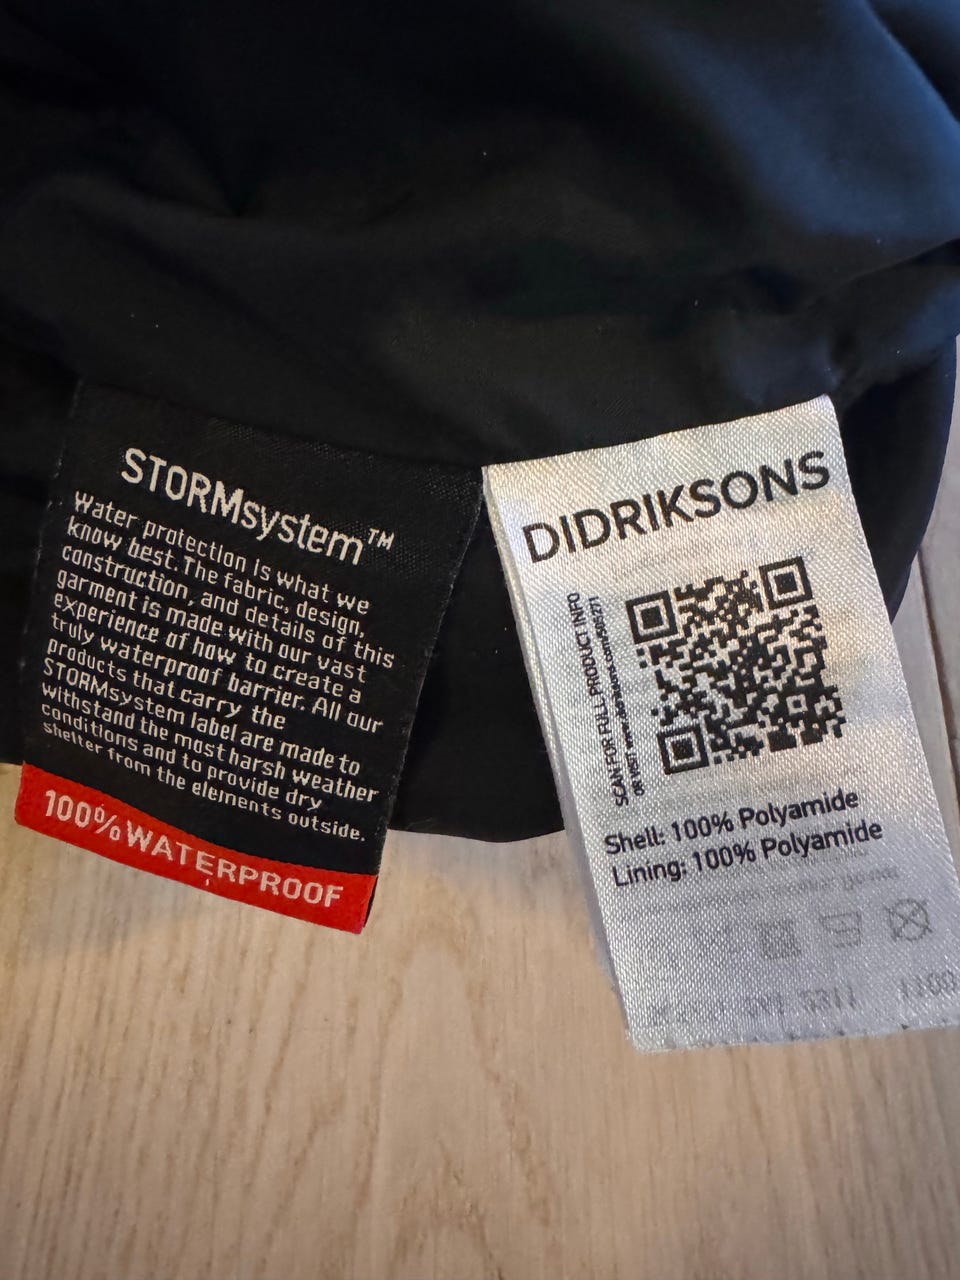 STORMsystem™
Water protection is what we
know best. The fabric, design,
construction, and details of this
garment is made with our vast
experience of how to create a
truly waterproof barrier. All our
products that carry the
STORMsystem label are made to
withstand the most harsh weather
conditions and to provide dry
shelter from the elements outside.
100% WATERPROOF
DIDRIKSONS
SCAN FOR FULL PRODUCT INFO
OR VISIT
Shell: 100% Polyamide
Lining: 100% Polyamide